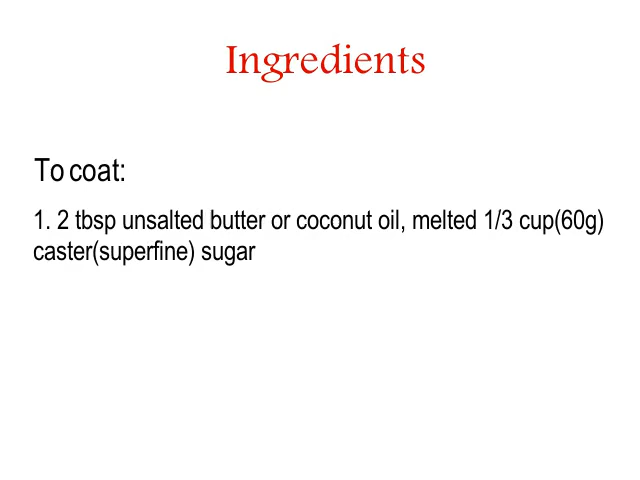 Ingredients
To coat:
1. 2 tbsp unsalted butter or coconut oil, melted 1/3 cup(60g)
caster(superfine) sugar